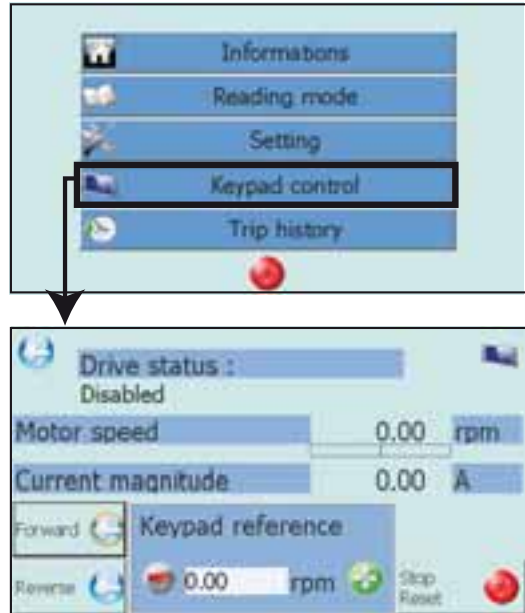 Informations
Reading mode
Setting
Keypad control
Trip history
Drive status :
Disabled
Motor speed 0.00 rpm
Current magnitude 0.00 A
Forward
Keypad reference
Reverse 0.00 rpm Stop
Reset